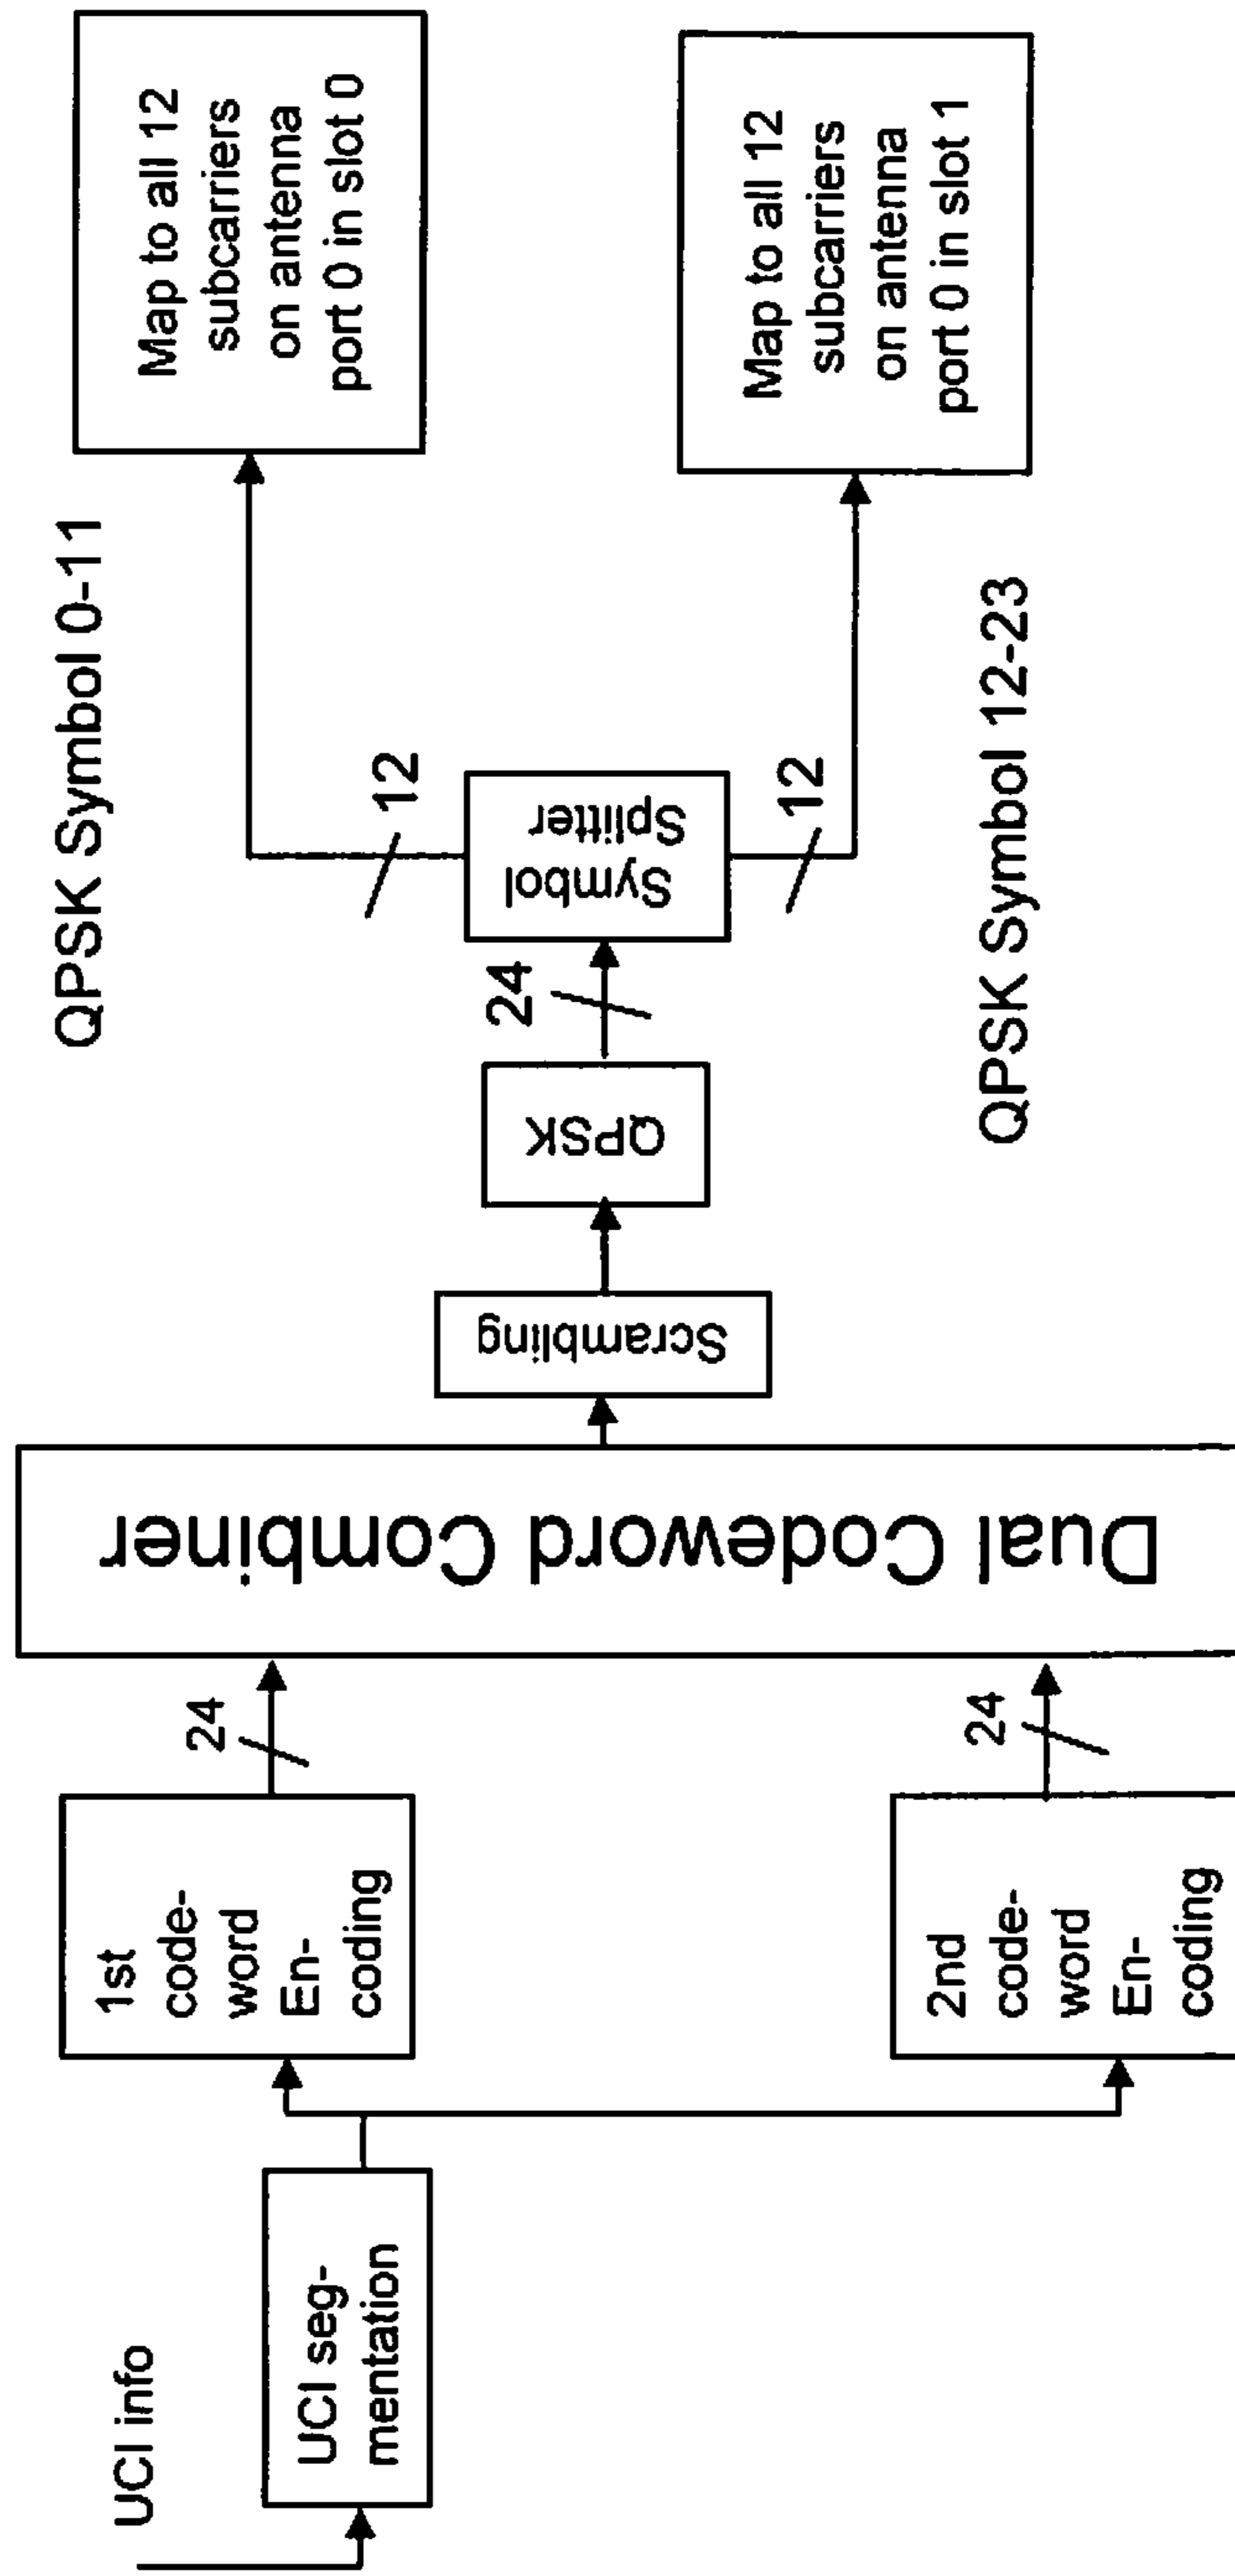 UCI info
UCI seg-
mentation
1st
code-
word
En-
coding
2nd
code-
word
En-
coding
24
24
Dual Codeword Combiner
Scrambling
QPSK
24
Symbol
Splitter
12
12
QPSK Symbol 0-11
QPSK Symbol 12-23
Map to all 12
subcarriers
on antenna
port 0 in slot 0
Map to all 12
subcarriers
on antenna
port 0 in slot 1